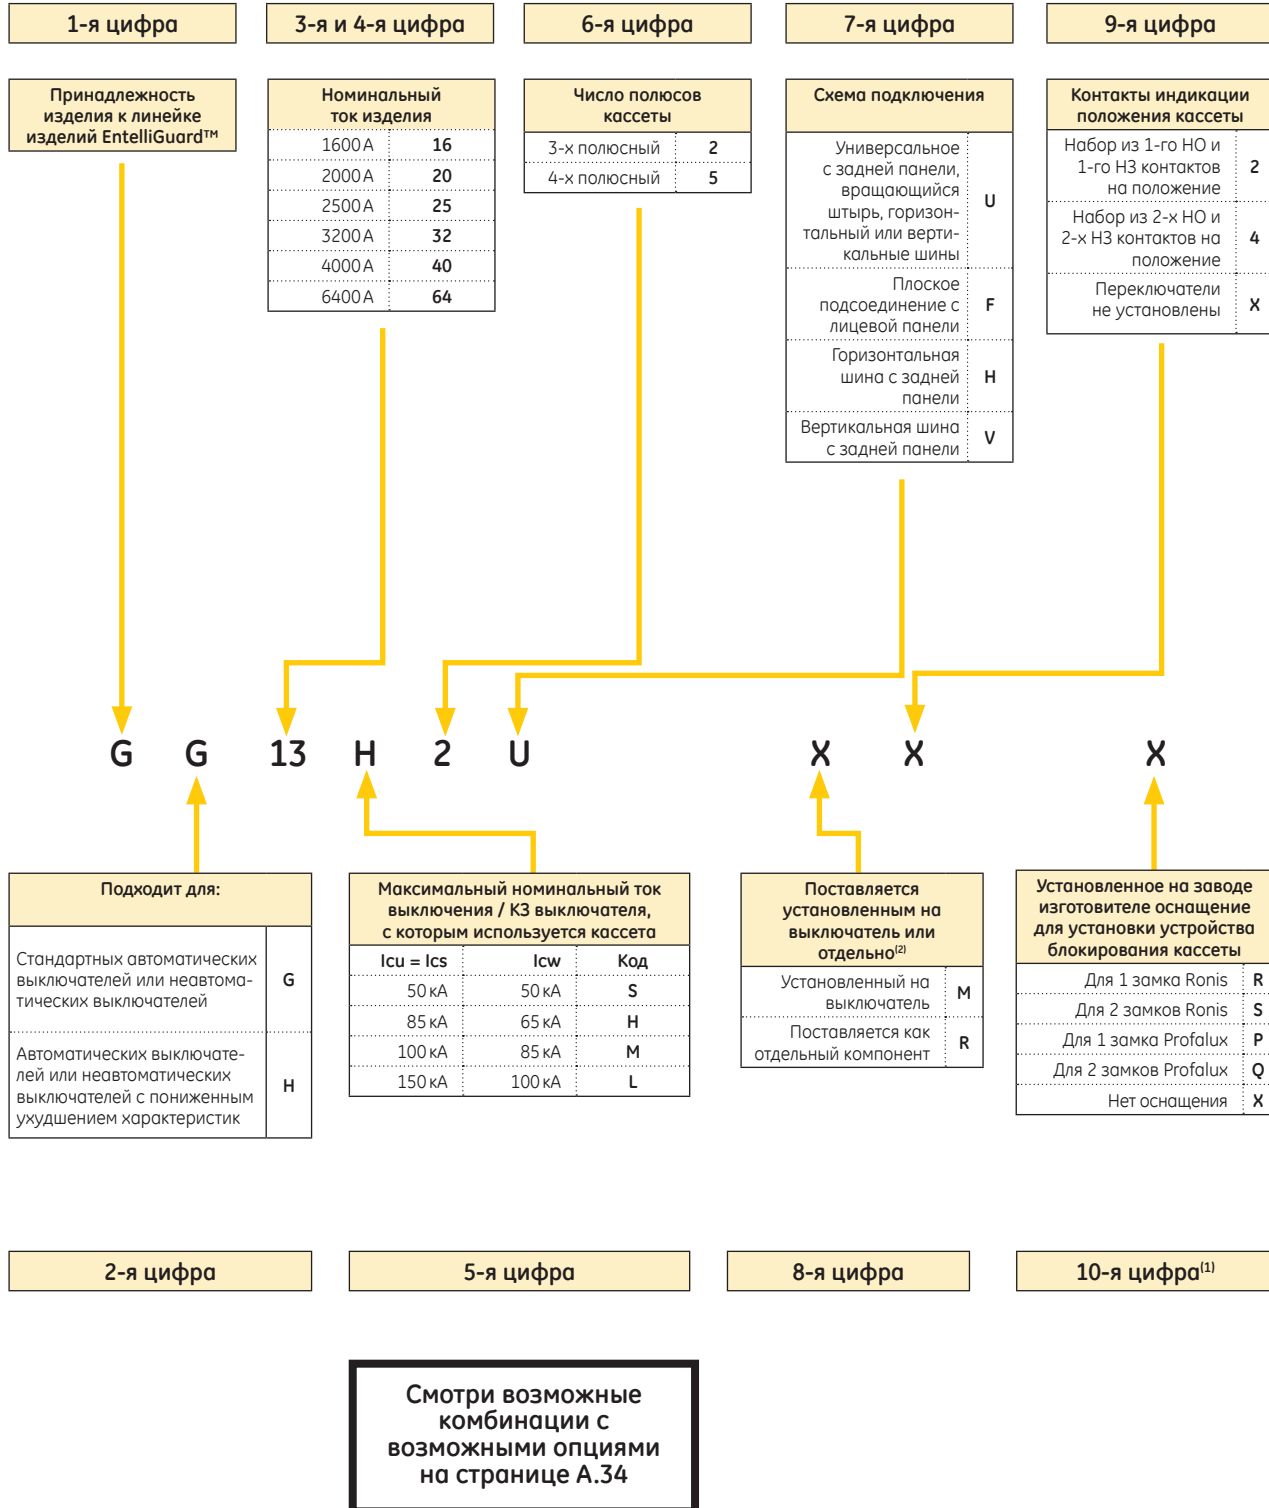 1-я цифра
3-я и 4-я цифра
6-я цифра
7-я цифра
9-я цифра
Принадлежность
изделия к линейке
изделий EntelliGuard™
Номинальный
ток изделия
1600 A 16
2000 A 20
2500 A 25
3200 A 32
4000 A 40
6400 A 64
Число полюсов
кассеты
3-х полюсный 2
4-х полюсный 5
Схема подключения
Универсальное
с задней панели,
вращающийся
штырь, горизон-
тальный или верти-
кальные шины
U
Плоское
подсоединение с
лицевой панели
F
Горизонтальная
шина с задней
панели
H
Вертикальная шина
с задней панели
V
Контакты индикации
положения кассеты
Набор из 1-го НО и
1-го НЗ контактов
на положение
2
Набор из 2-х НО и
2-х НЗ контактов на
положение
4
Переключатели
не установлены
X
G G 13 H 2 U X X X
Подходит для:
Стандартных автоматических
выключателей или неавтома-
тических выключателей
G
Автоматических выключате-
лей или неавтоматических
выключателей с пониженным
ухудшением характеристик
H
Максимальный номинальный ток
выключения / КЗ выключателя,
с которым используется кассета
Icu = Ics Icw Код
50 кА 50 кА S
85 кА 65 кА H
100 кА 85 кА M
150 кА 100 кА L
Поставляется
установленным на
выключатель или
отдельно(2)
Установленный на
выключатель
M
Поставляется как
отдельный компонент
R
Установленное на заводе
изготовителе оснащение
для установки устройства
блокирования кассеты
Для 1 замка Ronis R
Для 2 замков Ronis S
Для 1 замка Profalux P
Для 2 замков Profalux Q
Нет оснащения X
2-я цифра
5-я цифра
8-я цифра
10-я цифра(1)
Смотри возможные
комбинации с
возможными опциями
на странице A.34